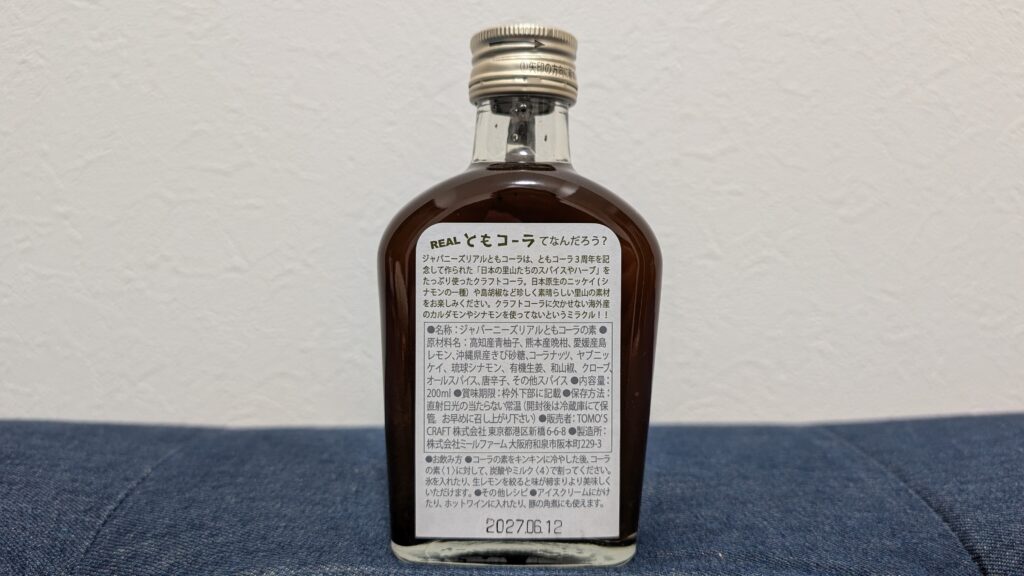 ①矢印の方向に
REAL ともコーラ てなんだろう？
ジャパニーズリアルともコーラは、ともコーラ3周年を記
念して作られた「日本の里山たちのスパイスやハーブ」を
たっぷり使ったクラフトコーラ。日本原生のニッケイ(シ
ナモンの一種）や島胡椒など珍しく素晴らしい里山の素材
をお楽しみください。クラフトコーラに欠かせない海外産
のカルダモンやシナモンを使ってないというミラクル！！
●名称：ジャパーニーズリアルともコーラの素 ●
原材料名：高知産青柚子、熊本産晩柑、愛媛産島
レモン、沖縄県産きび砂糖、コーラナッツ、ヤブニッ
ケイ、琉球シナモン、有機生姜、和山椒、クローブ、
オールスパイス、唐辛子、その他スパイス ●内容量：
200ml ●賞味期限：枠外下部に記載 ●保存方法：
直射日光の当たらない常温（開封後は冷蔵庫にて保
管。お早めに召し上がり下さい）●販売者：TOMO'S
CRAFT 株式会社 東京都港区新橋6-6-8 ●製造所：
株式会社ミールファーム 大阪府和泉市阪本町229-3
●お飲み方 ●コーラの素をキンキンに冷やした後、コーラ
の素（1）に対して、炭酸やミルク（4）で割ってください。
氷を入れたり、生レモンを絞ると味が締まりより美味しく
いただけます。●その他レシピ ●アイスクリームにかけ
たり、ホットワインに入れたり、豚の角煮にも使えます。
2027.06.12